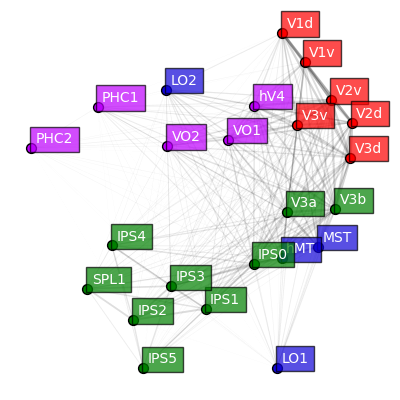 V1d
V1v
LO2
V2v
PHC1
hV4
V2d
V3v
VO1
VO2
PHC2
V3d
V3b
V3a
IPS4
MST
IPS0
MT
SPL1
IPS3
IPS1
IPS2
IPS5
LO1